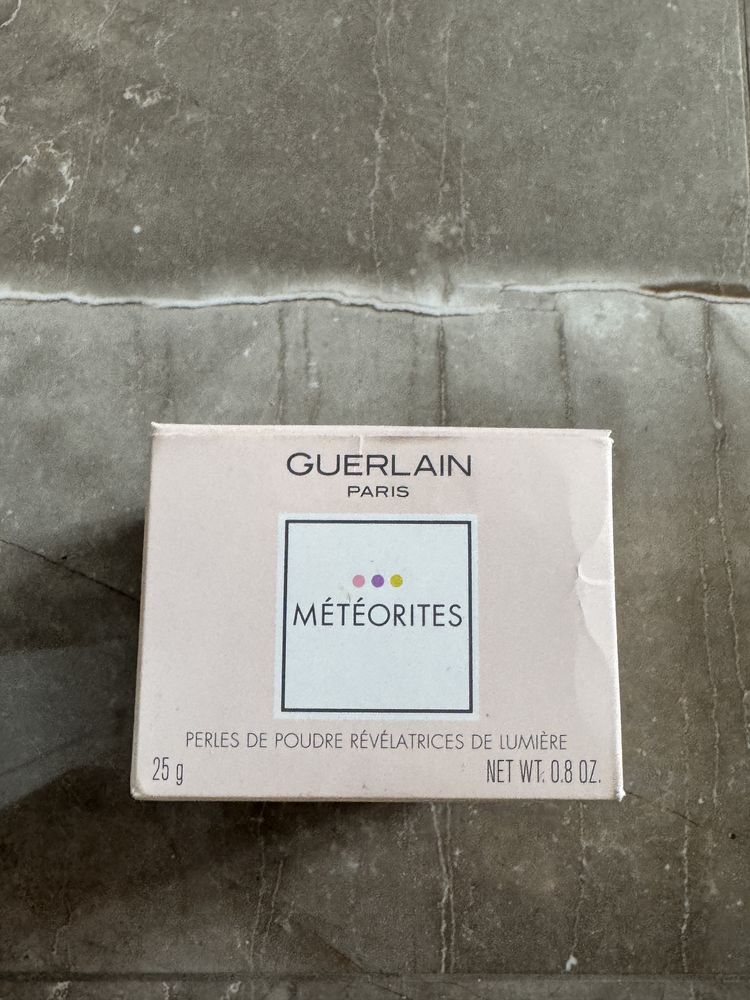 GUERLAIN
PARIS
MÉTÉORITES
PERLES DE POUDRE RÉVÉLATRICES DE LUMIÈRE
25 g
NET WT. 0.8 OZ.